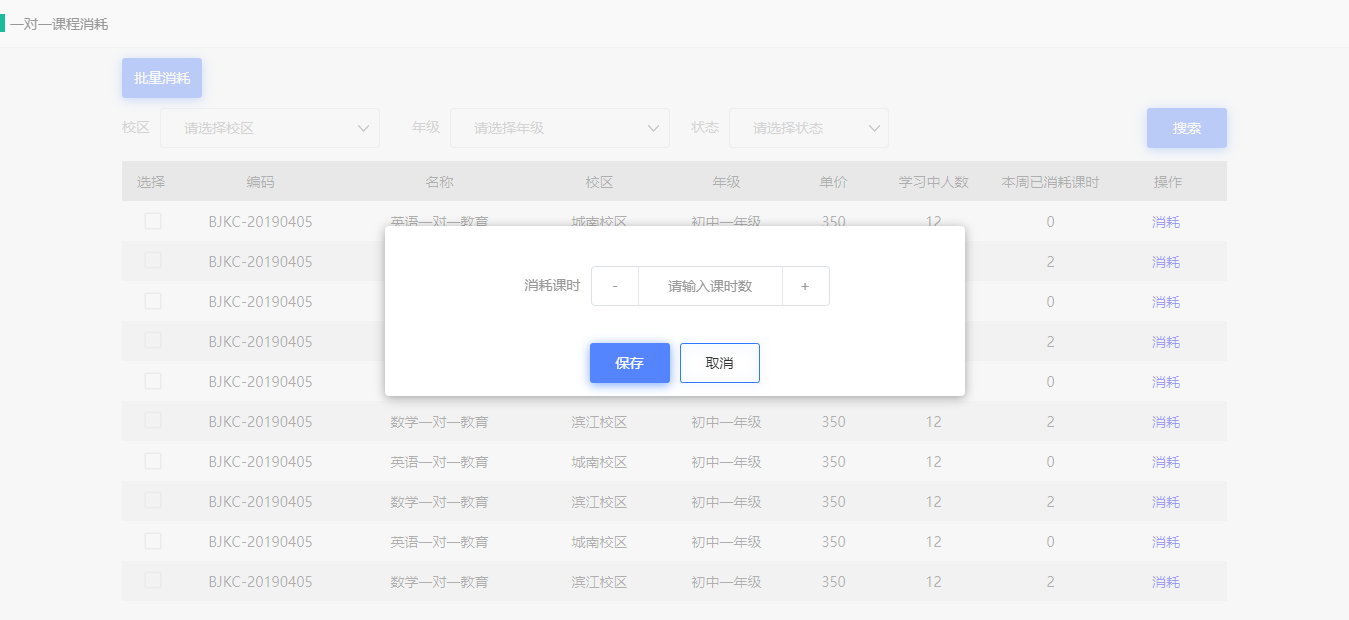 一对一课程消耗
批量消耗
校区 请选择校区 年级 请选择年级 状态 请选择状态 搜索
选择 编码 名称 校区 年级 单价 学习中人数 本周已消耗课时 操作
BJKC-20190405 英语一对一教育 城南校区 初中一年级 350 12 0 消耗
BJKC-20190405 2 消耗
消耗课时 - 请输入课时数 +
BJKC-20190405 0 消耗
BJKC-20190405 2 消耗
保存 取消
BJKC-20190405 0 消耗
BJKC-20190405 数学一对一教育 滨江校区 初中一年级 350 12 2 消耗
BJKC-20190405 英语一对一教育 城南校区 初中一年级 350 12 0 消耗
BJKC-20190405 数学一对一教育 滨江校区 初中一年级 350 12 2 消耗
BJKC-20190405 英语一对一教育 城南校区 初中一年级 350 12 0 消耗
BJKC-20190405 数学一对一教育 滨江校区 初中一年级 350 12 2 消耗